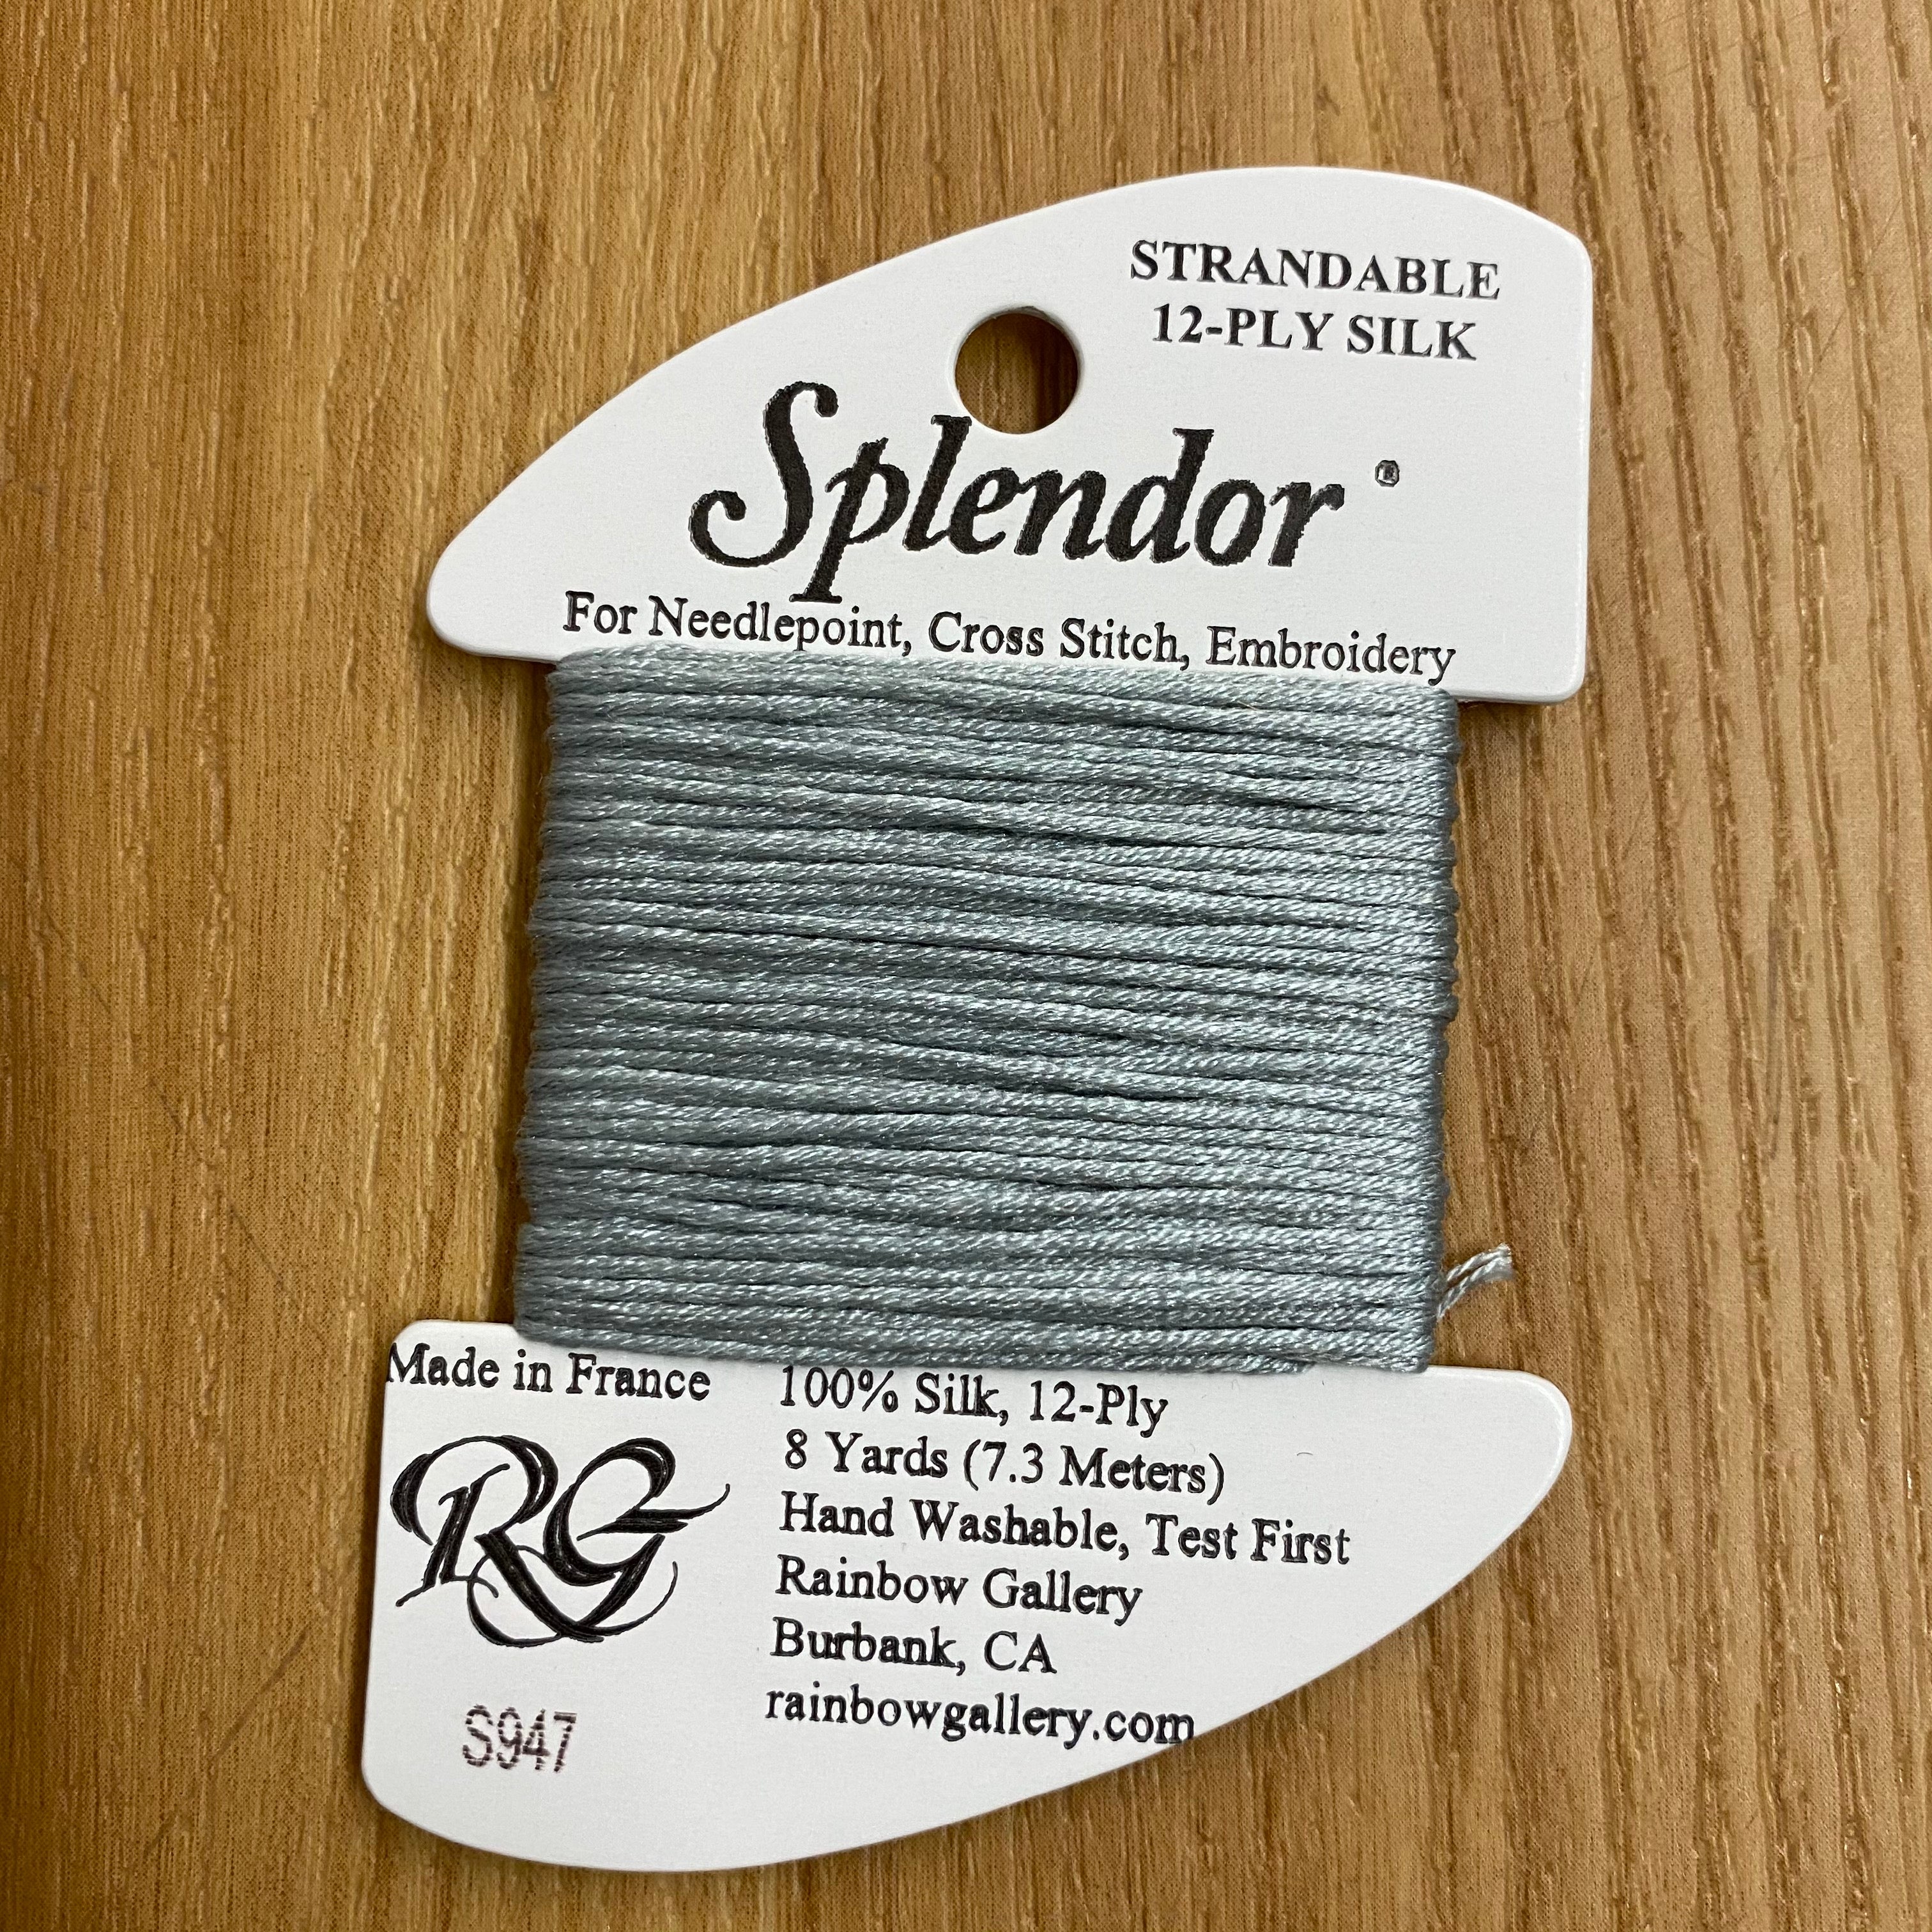 STRANDABLE
12-PLY SILK
Splendor ®
For Needlepoint, Cross Stitch, Embroidery
Made in France
RG
S947
100% Silk, 12-Ply
8 Yards (7.3 Meters)
Hand Washable, Test First
Rainbow Gallery
Burbank, CA
rainbowgallery.com